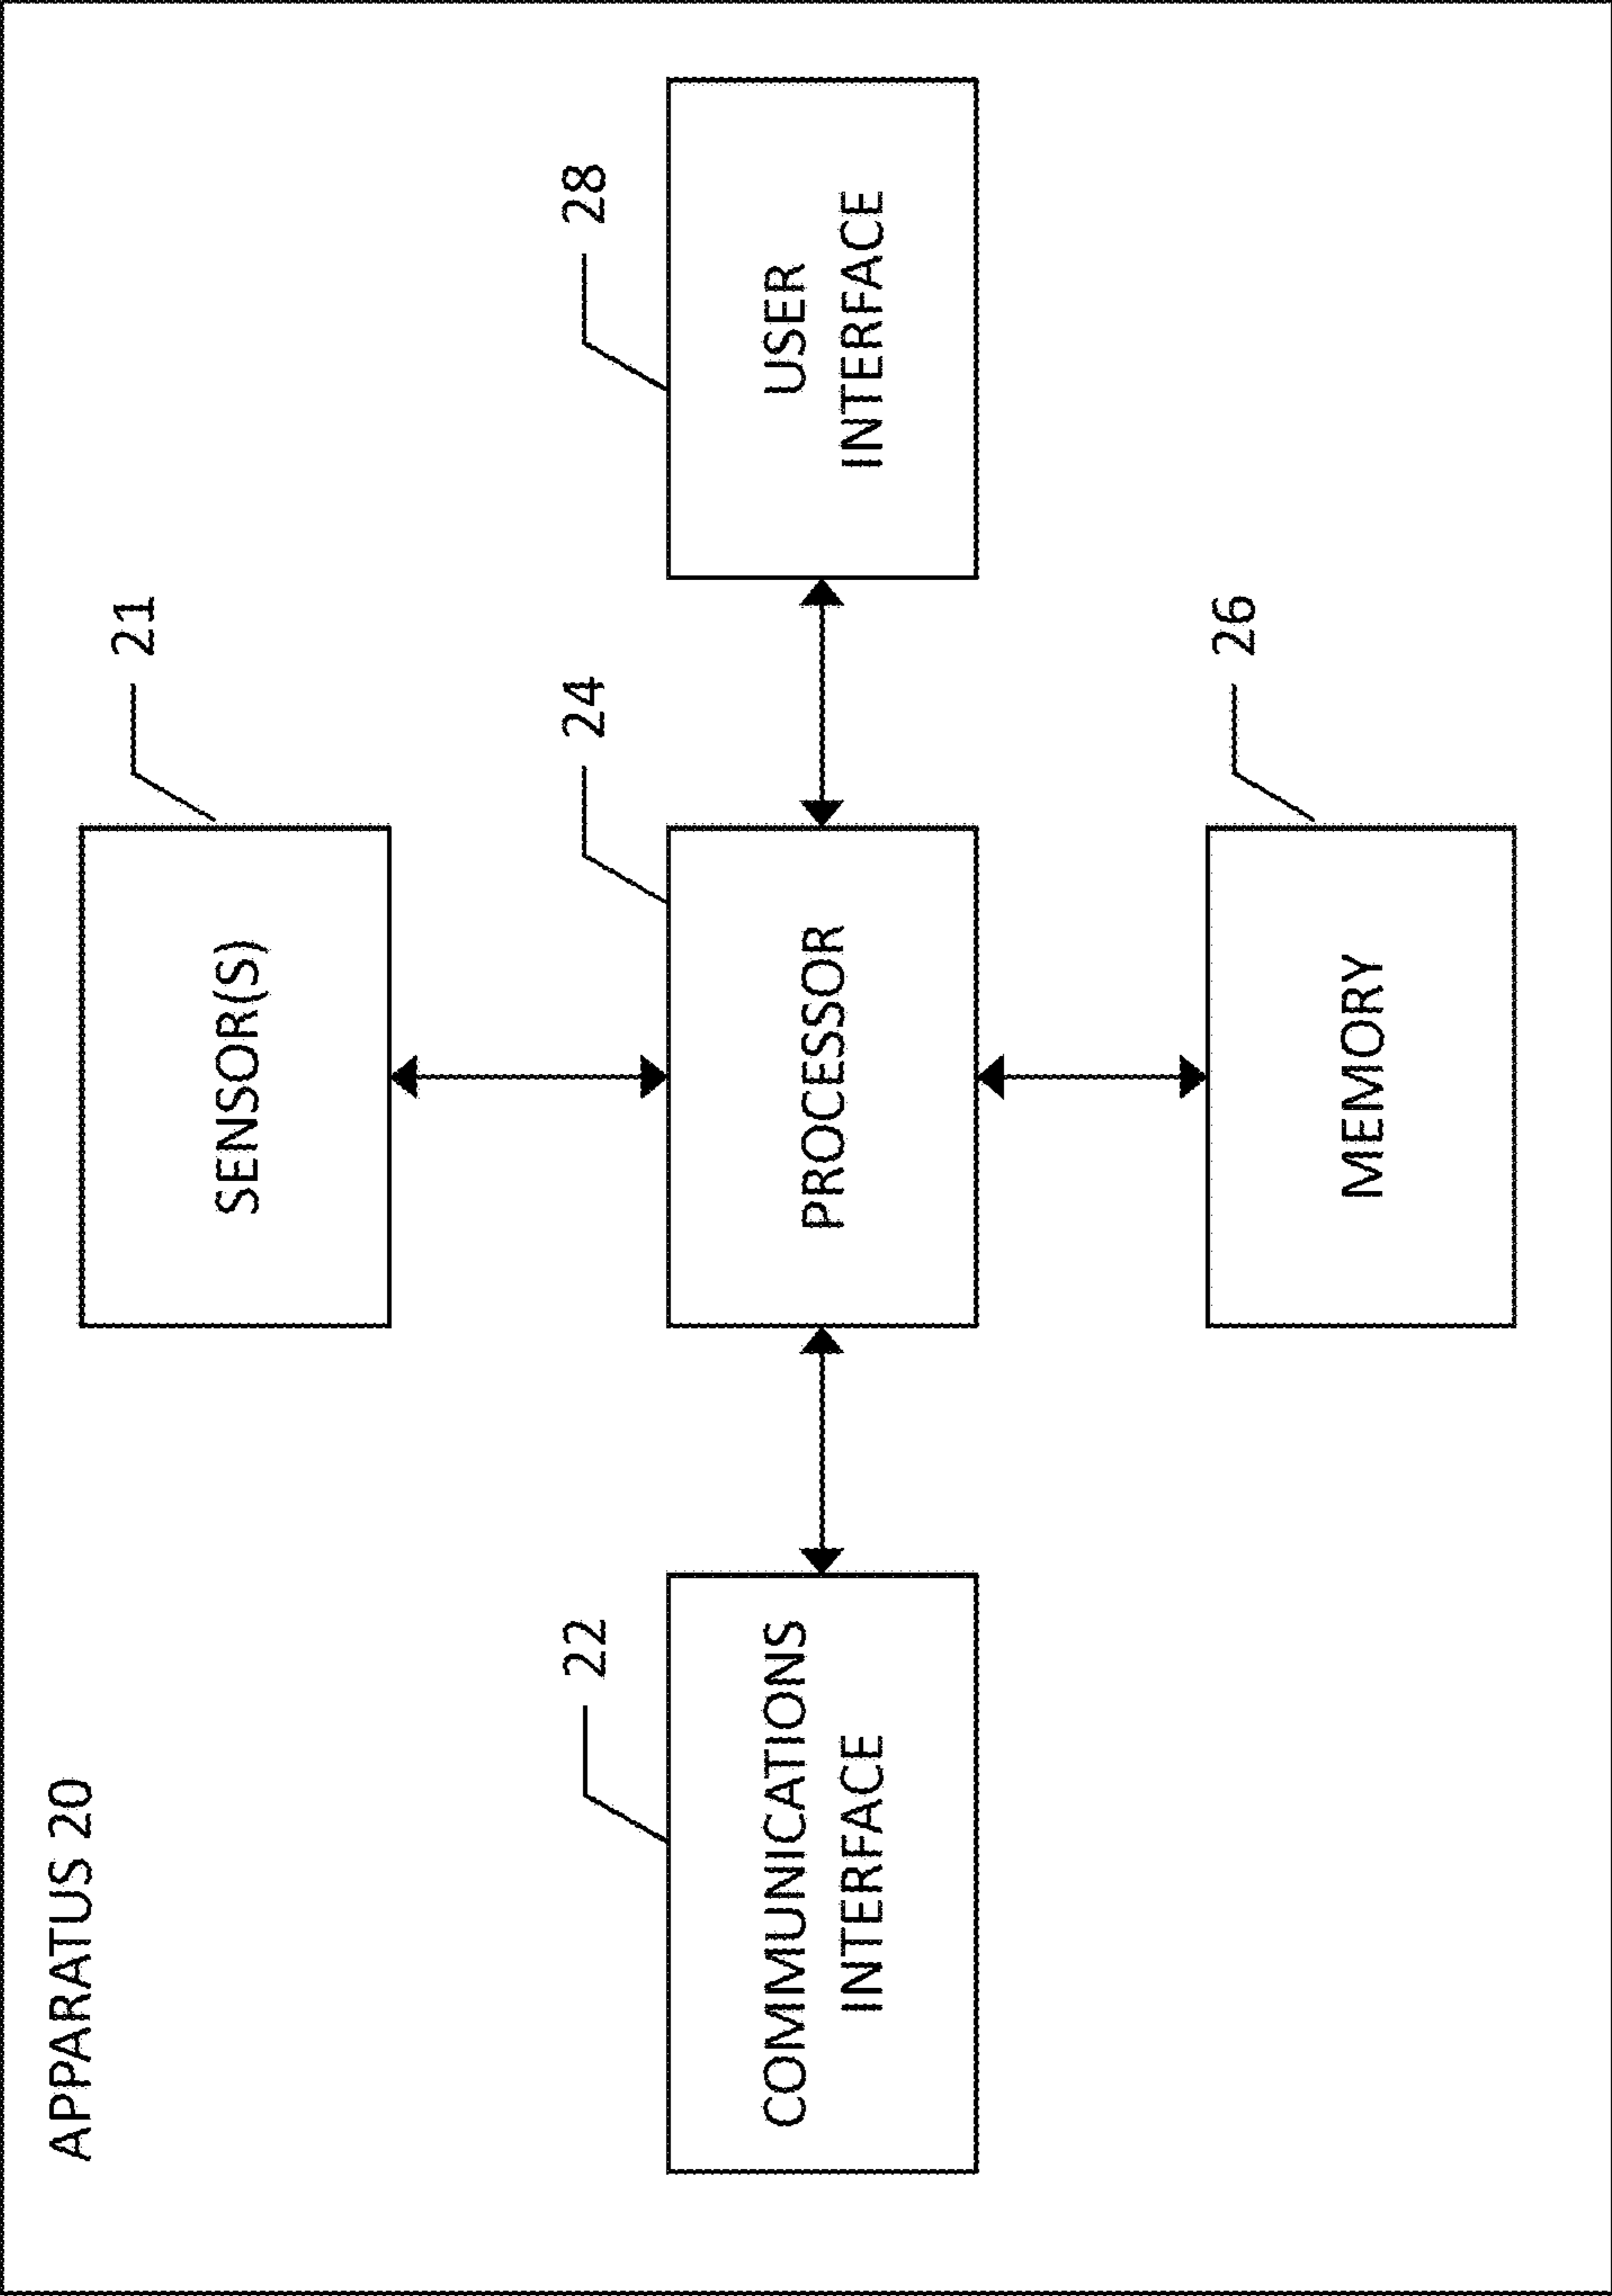 APPARATUS 20
21
SENSOR(S)
22
COMMUNICATIONS
INTERFACE
24
PROCESSOR
28
USER
INTERFACE
26
MEMORY